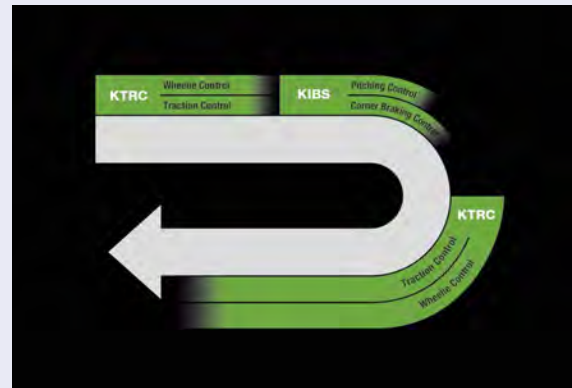 KTRC
Wheelie Control
Traction Control
KIBS
Pitching Control
Corner Braking Control
KTRC
Traction Control
Wheelie Control